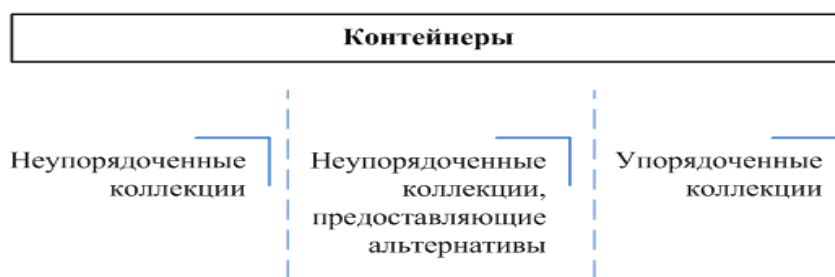 Контейнеры
Неупорядоченные
коллекции
Неупорядоченные
коллекции,
предоставляющие
альтернативы
Упорядоченные
коллекции